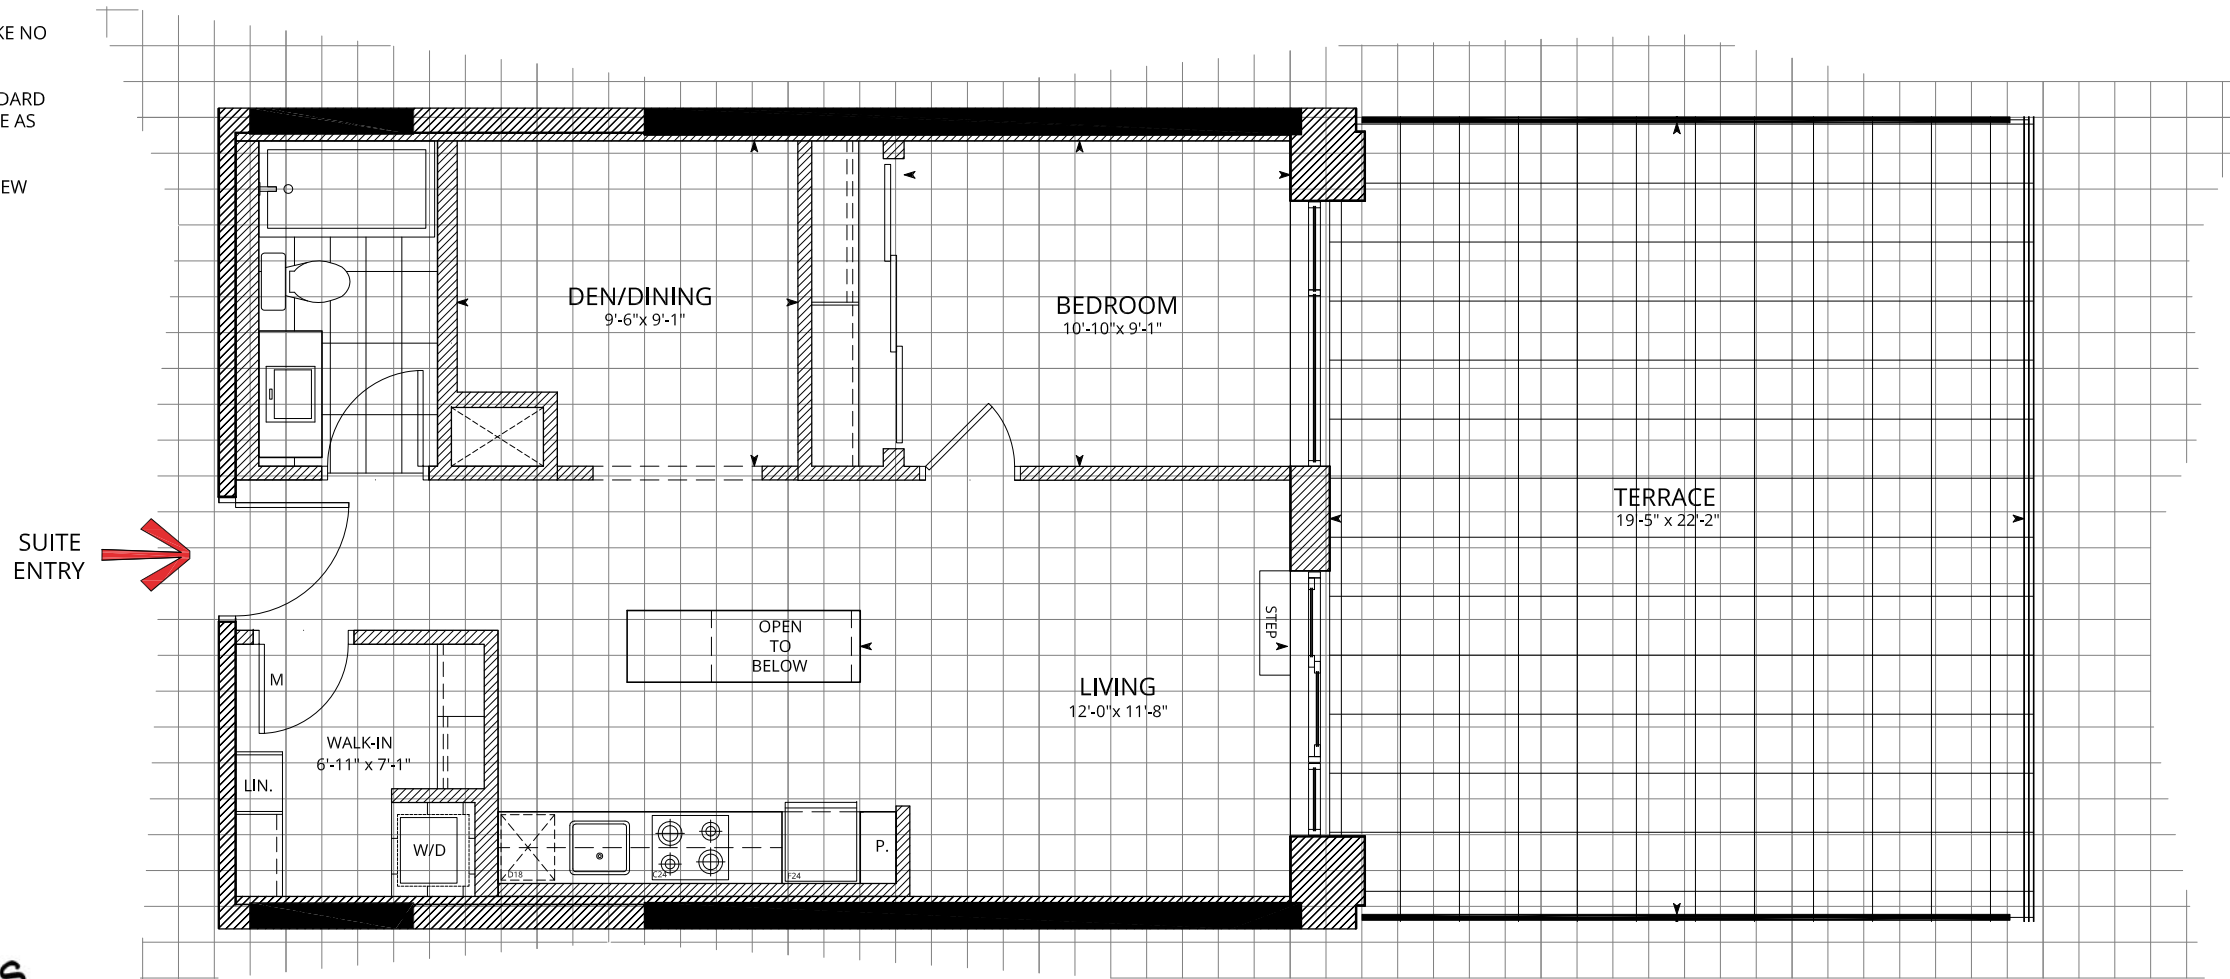 KE NO
DARD
E AS
EW
DEN/DINING
9'-6"x 9'-1"
BEDROOM
10'-10"x 9'-1"
TERRACE
19'-5" x 22'-2"
SUITE
ENTRY
OPEN
TO
BELOW
STEP
LIVING
12'-0"x 11'-8"
M
WALK-IN
6'-11" x 7'-1"
LIN.
W/D
D18
C24
F24
P.
S